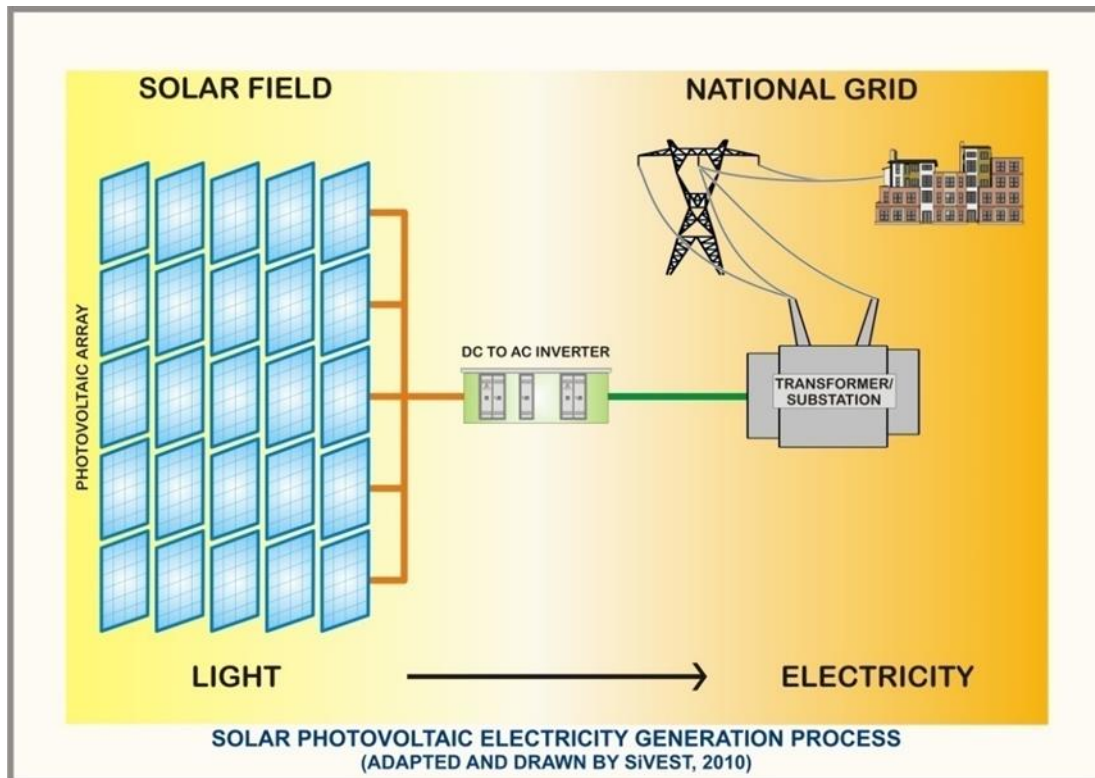 SOLAR FIELD
NATIONAL GRID
PHOTOVOLTAIC ARRAY
DC TO AC INVERTER
TRANSFORMER/
SUBSTATION
LIGHT
ELECTRICITY
SOLAR PHOTOVOLTAIC ELECTRICITY GENERATION PROCESS
(ADAPTED AND DRAWN BY SiVEST, 2010)